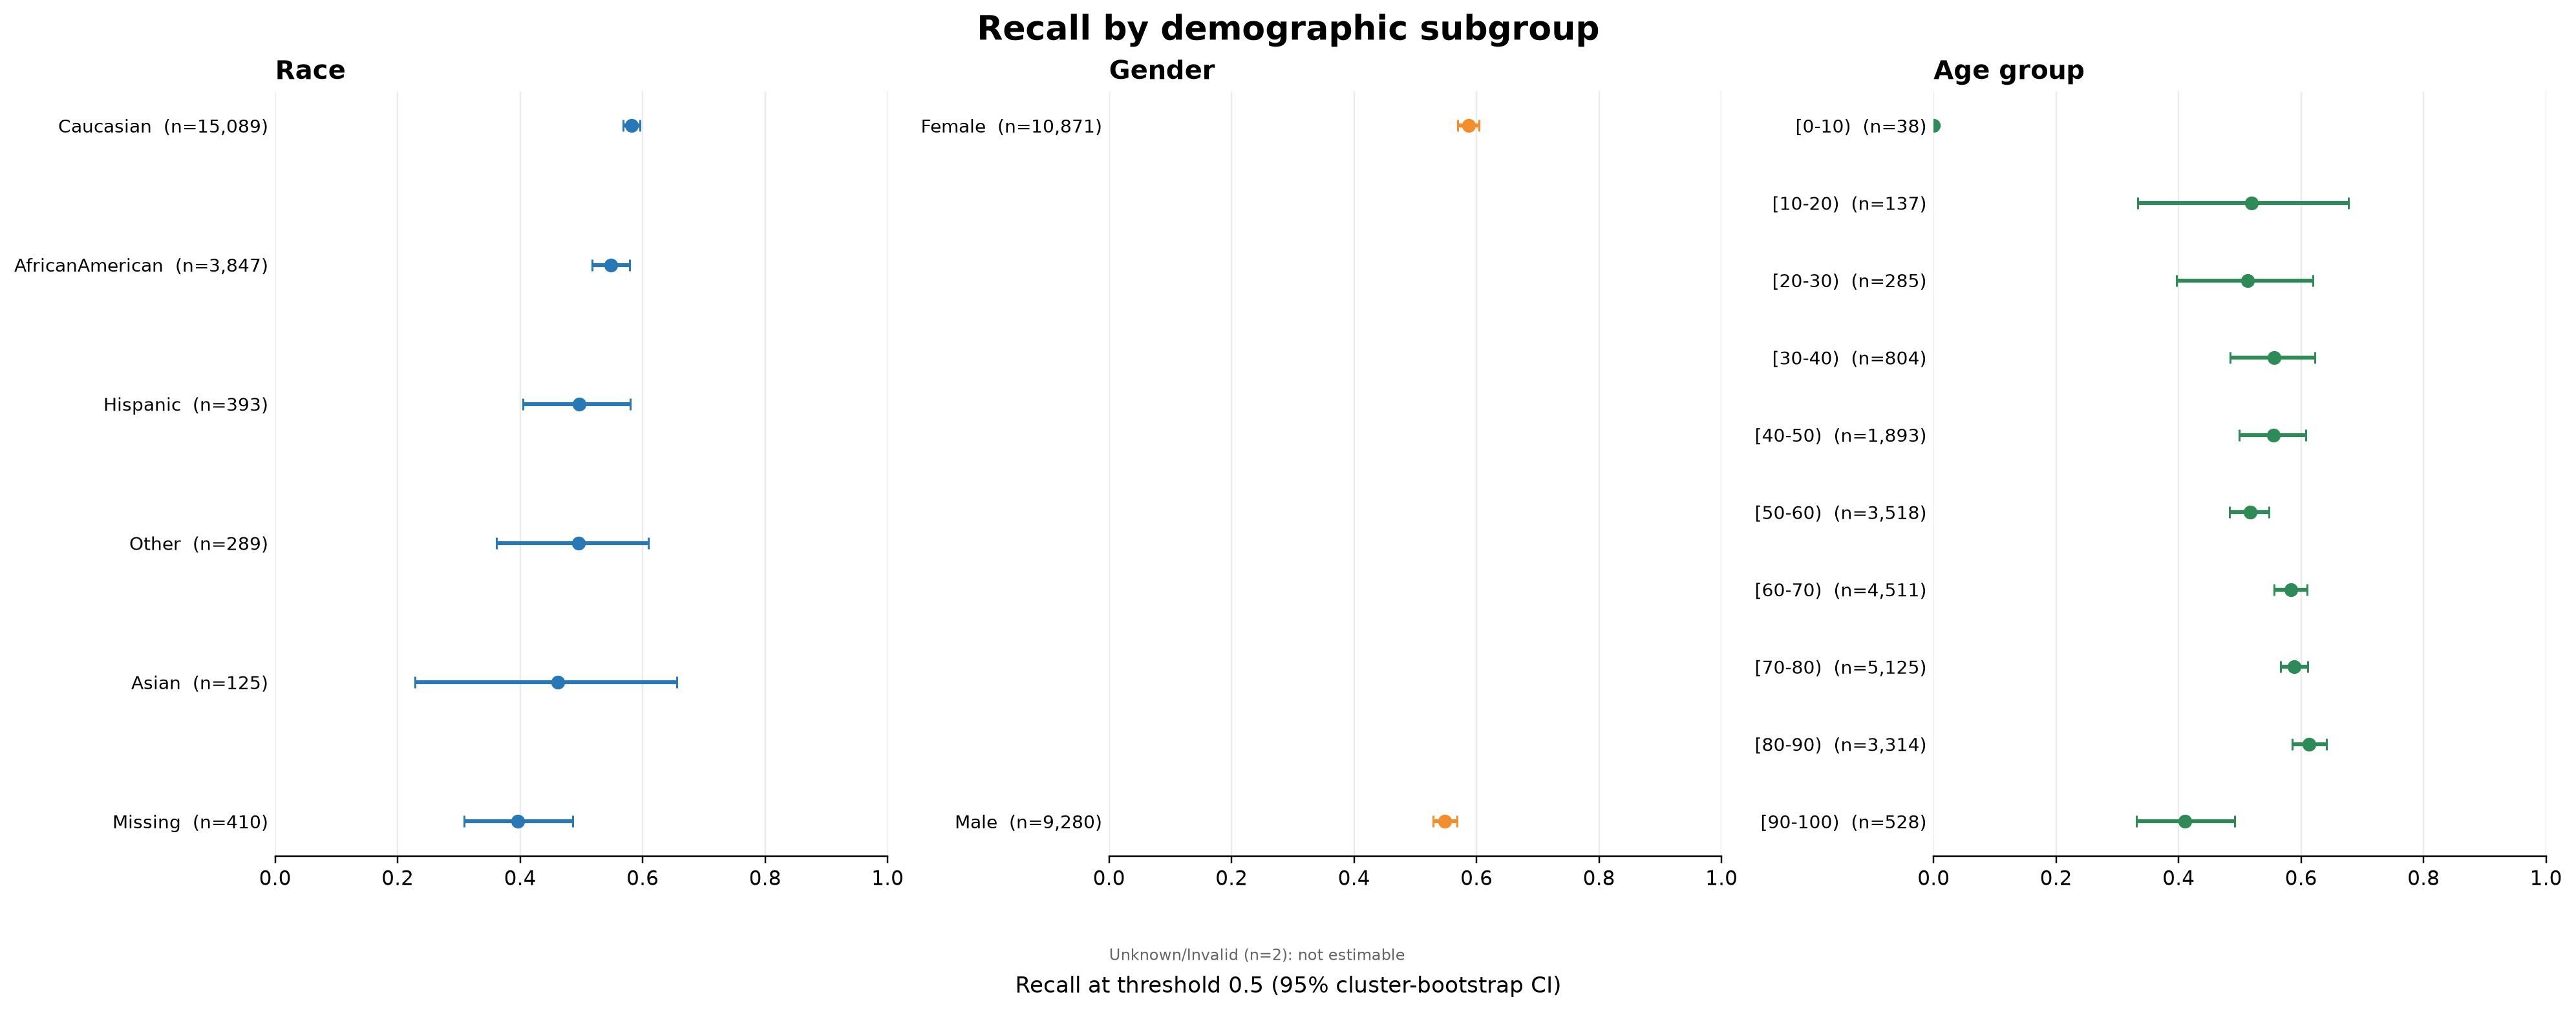 Recall by demographic subgroup
Race
Caucasian (n=15,089)
AfricanAmerican (n=3,847)
Hispanic (n=393)
Other (n=289)
Asian (n=125)
Missing (n=410)
0.0 0.2 0.4 0.6 0.8 1.0
Gender
Female (n=10,871)
Male (n=9,280)
0.0 0.2 0.4 0.6 0.8 1.0
Age group
[0-10) (n=38)
[10-20) (n=137)
[20-30) (n=285)
[30-40) (n=804)
[40-50) (n=1,893)
[50-60) (n=3,518)
[60-70) (n=4,511)
[70-80) (n=5,125)
[80-90) (n=3,314)
[90-100) (n=528)
0.0 0.2 0.4 0.6 0.8 1.0
Unknown/Invalid (n=2): not estimable
Recall at threshold 0.5 (95% cluster-bootstrap CI)